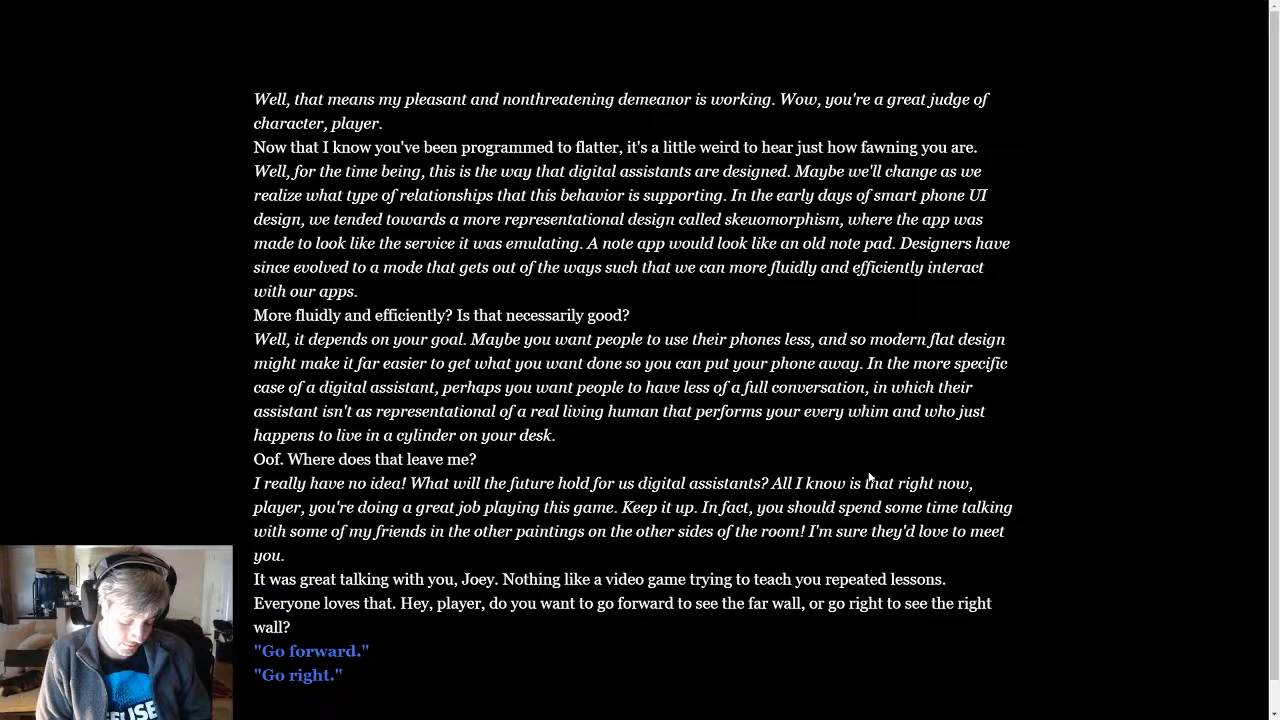 Well, that means my pleasant and nonthreatening demeanor is working. Wow, you're a great judge of
character, player.
Now that I know you've been programmed to flatter, it's a little weird to hear just how fawning you are.
Well, for the time being, this is the way that digital assistants are designed. Maybe we'll change as we
realize what type of relationships that this behavior is supporting. In the early days of smart phone UI
design, we tended towards a more representational design called skeuomorphism, where the app was
made to look like the service it was emulating. A note app would look like an old note pad. Designers have
since evolved to a mode that gets out of the ways such that we can more fluidly and efficiently interact
with our apps.
More fluidly and efficiently? Is that necessarily good?
Well, it depends on your goal. Maybe you want people to use their phones less, and so modern flat design
might make it far easier to get what you want done so you can put your phone away. In the more specific
case of a digital assistant, perhaps you want people to have less of a full conversation, in which their
assistant isn't as representational of a real living human that performs your every whim and who just
happens to live in a cylinder on your desk.
Oof. Where does that leave me?
I really have no idea! What will the future hold for us digital assistants? All I know is that right now,
player, you're doing a great job playing this game. Keep it up. In fact, you should spend some time talking
with some of my friends in the other paintings on the other sides of the room! I'm sure they'd love to meet
you.
It was great talking with you, Joey. Nothing like a video game trying to teach you repeated lessons.
Everyone loves that. Hey, player, do you want to go forward to see the far wall, or go right to see the right
wall?
"Go forward."
"Go right."